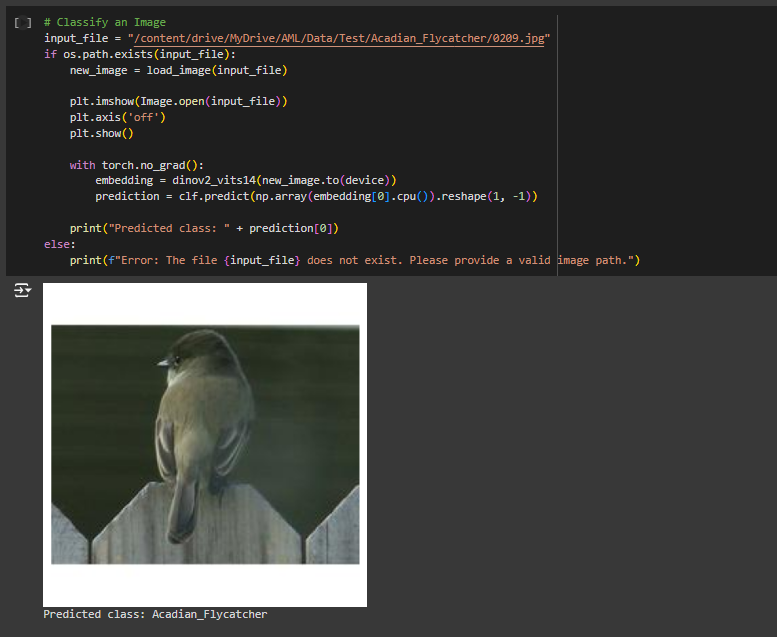 # Classify an Image
input_file = "/content/drive/MyDrive/AML/Data/Test/Acadian_Flycatcher/0209.jpg"
if os.path.exists(input_file):
    new_image = load_image(input_file)
    plt.imshow(Image.open(input_file))
    plt.axis('off')
    plt.show()
    with torch.no_grad():
        embedding = dinov2_vits14(new_image.to(device))
        prediction = clf.predict(np.array(embedding[0].cpu()).reshape(1, -1))
    print("Predicted class: " + prediction[0])
else:
    print(f"Error: The file {input_file} does not exist. Please provide a valid image path.")
Predicted class: Acadian_Flycatcher